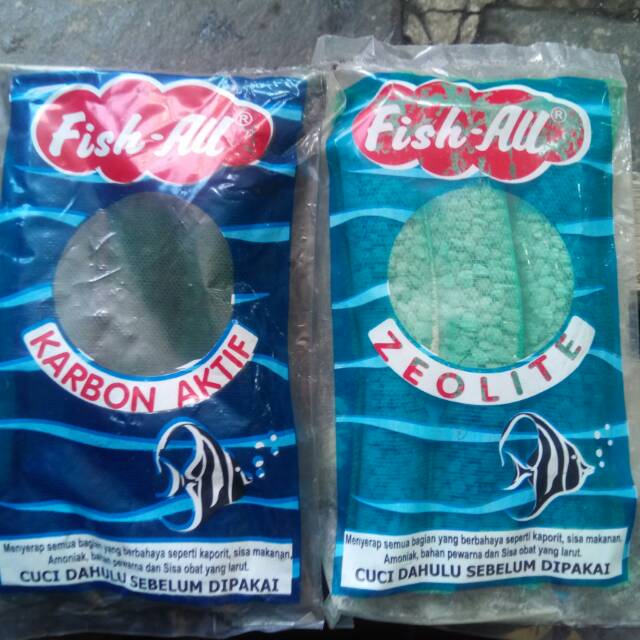 Fish-All®
KARBON AKTIF
Menyerap semua bagian yang berbahaya seperti kaporit, sisa makanan,
Amoniak, bahan pewarna dan Sisa obat yang larut.
CUCI DAHULU SEBELUM DIPAKAI
Fish-All®
ZEOLITE
Menyerap semua bagian yang berbahaya seperti kaporit, sisa makanan.
Amoniak, bahan pewarna dan Sisa obat yang larut.
CUCI DAHULU SEBELUM DIPAKAI